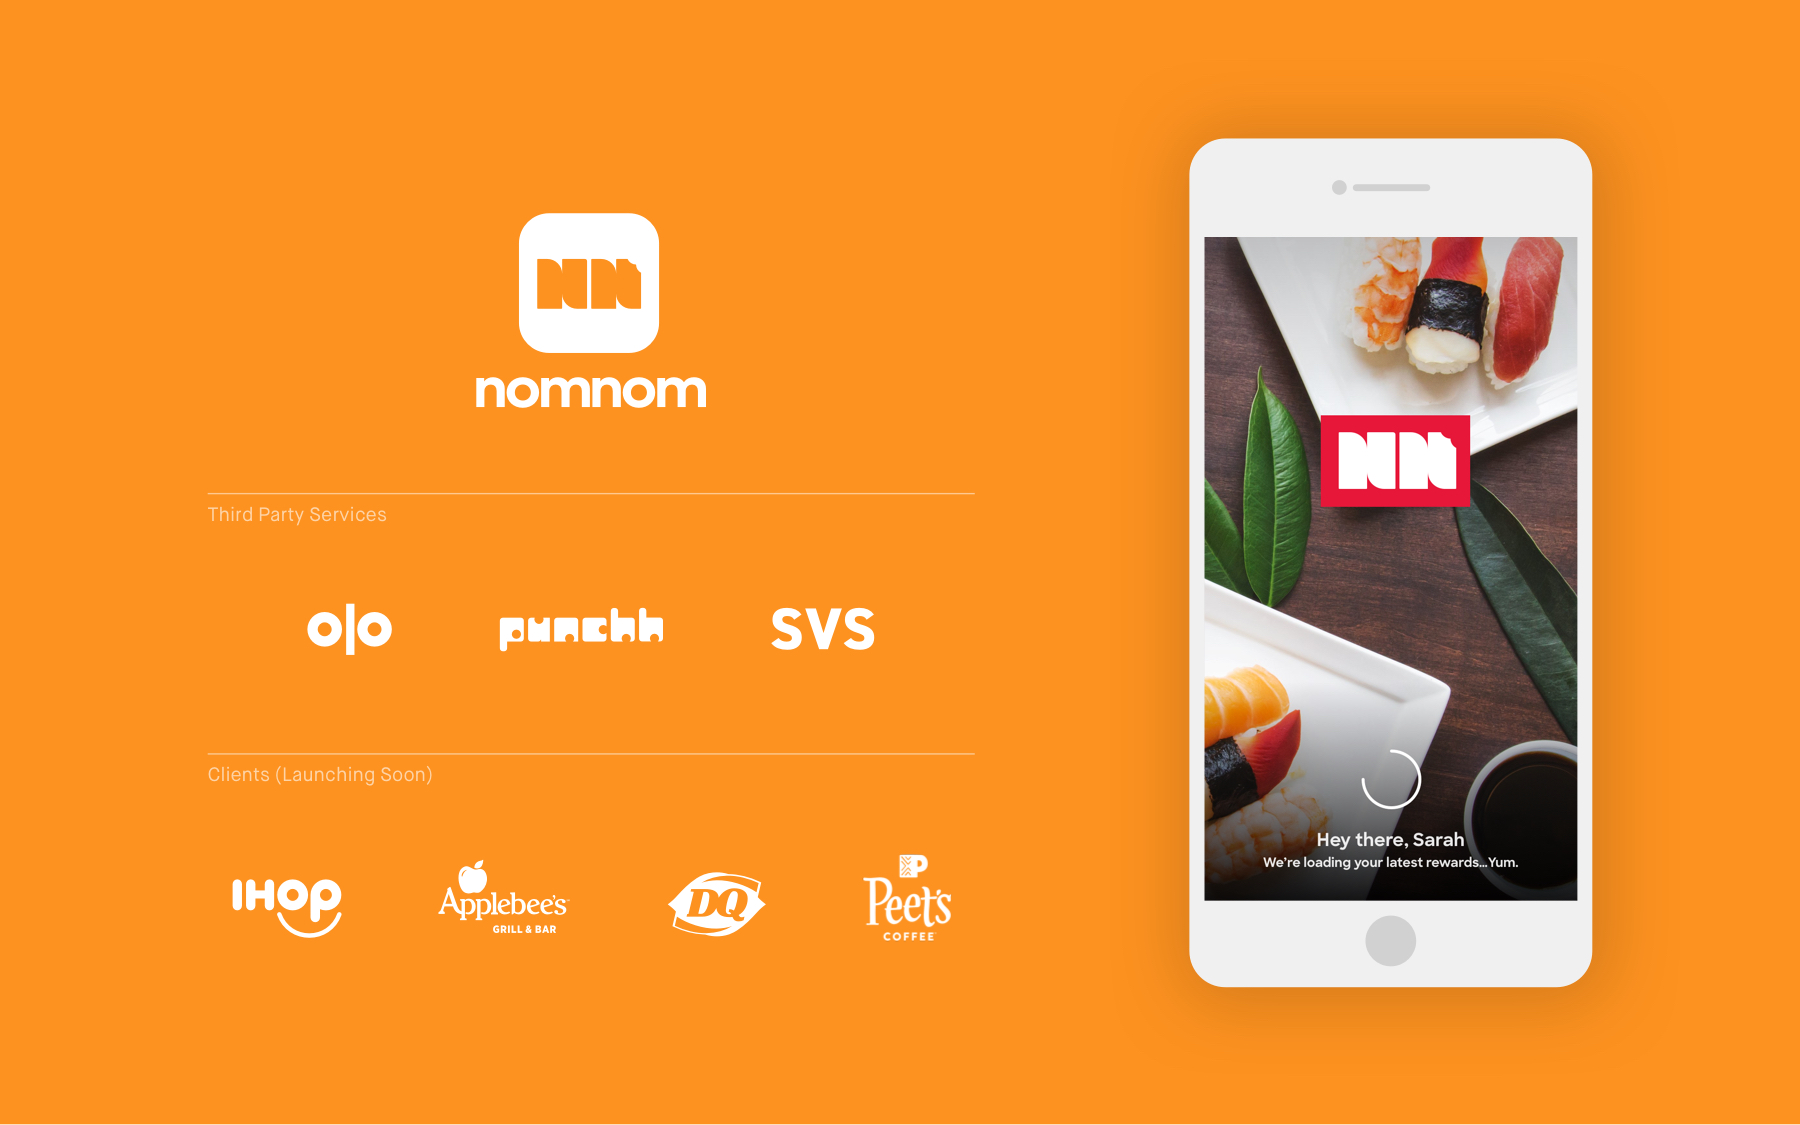 NN
nomnom
Third Party Services
olo
punchh
SVS
Clients (Launching Soon)
IHOP
Applebee's
GRILL & BAR
DQ
P
Peet's
COFFEE
NN
Hey there, Sarah
We're loading your latest rewards...Yum.